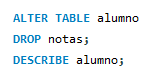 ALTER TABLE alumno
DROP notas;
DESCRIBE alumno;